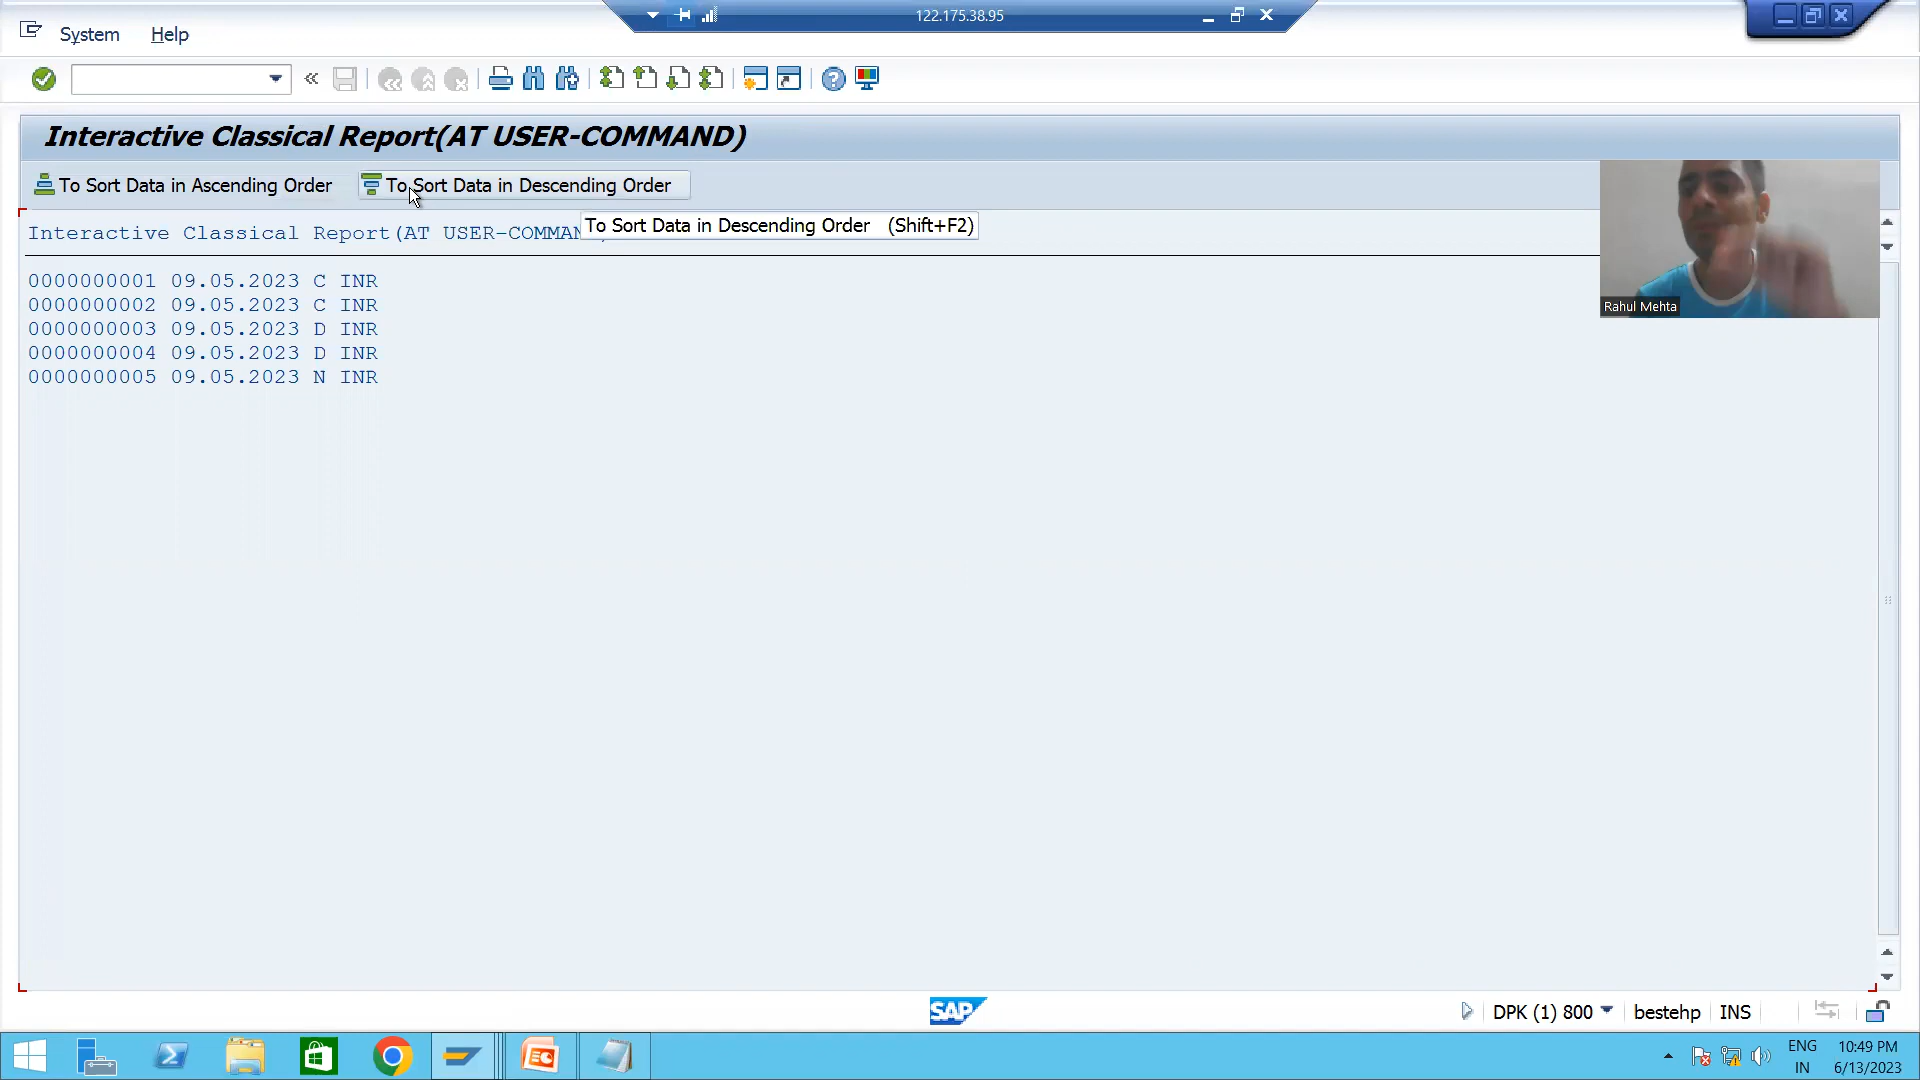 122.175.38.95
System Help
Interactive Classical Report(AT USER-COMMAND)
To Sort Data in Ascending Order To Sort Data in Descending Order
To Sort Data in Descending Order (Shift+F2)
Interactive Classical Report(AT USER-COMMAN
0000000001 09.05.2023 C INR
0000000002 09.05.2023 C INR
0000000003 09.05.2023 D INR
0000000004 09.05.2023 D INR
0000000005 09.05.2023 N INR
Rahul Mehta
SAP
DPK (1) 800 bestehp INS
ENG 10:49 PM
IN 6/13/2023